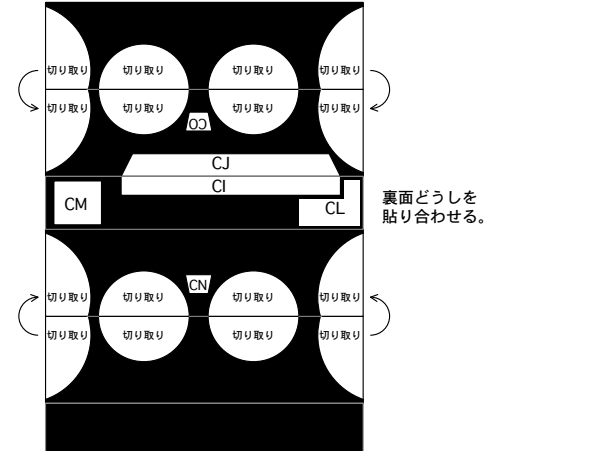 切り取り 切り取り 切り取り 切り取り
切り取り 切り取り 切り取り 切り取り
CO
CJ
CI
CM
CL
裏面どうしを
貼り合わせる。
CN
切り取り 切り取り 切り取り 切り取り
切り取り 切り取り 切り取り 切り取り